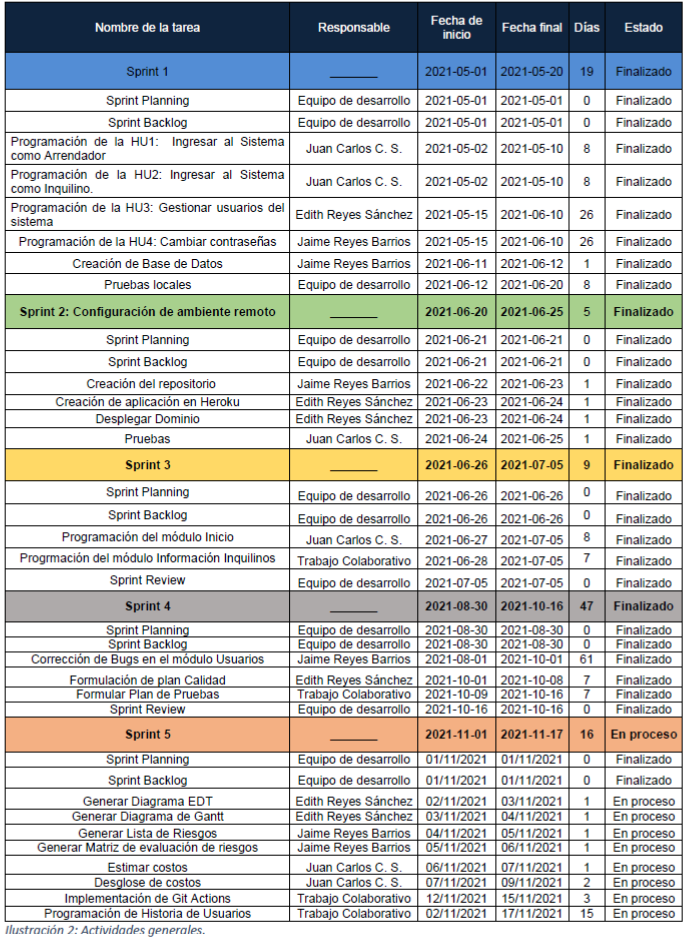 Nombre de la tarea Responsable Fecha de inicio Fecha final Días Estado
Sprint 1 _______ 2021-05-01 2021-05-20 19 Finalizado
Sprint Planning Equipo de desarrollo 2021-05-01 2021-05-01 0 Finalizado
Sprint Backlog Equipo de desarrollo 2021-05-01 2021-05-01 0 Finalizado
Programación de la HU1: Ingresar al Sistema como Arrendador Juan Carlos C. S. 2021-05-02 2021-05-10 8 Finalizado
Programación de la HU2: Ingresar al Sistema como Inquilino. Juan Carlos C. S. 2021-05-02 2021-05-10 8 Finalizado
Programación de la HU3: Gestionar usuarios del sistema Edith Reyes Sánchez 2021-05-15 2021-06-10 26 Finalizado
Programación de la HU4: Cambiar contraseñas Jaime Reyes Barrios 2021-05-15 2021-06-10 26 Finalizado
Creación de Base de Datos Jaime Reyes Barrios 2021-06-11 2021-06-12 1 Finalizado
Pruebas locales Equipo de desarrollo 2021-06-12 2021-06-20 8 Finalizado
Sprint 2: Configuración de ambiente remoto _______ 2021-06-20 2021-06-25 5 Finalizado
Sprint Planning Equipo de desarrollo 2021-06-21 2021-06-21 0 Finalizado
Sprint Backlog Equipo de desarrollo 2021-06-21 2021-06-21 0 Finalizado
Creación del repositorio Jaime Reyes Barrios 2021-06-22 2021-06-23 1 Finalizado
Creación de aplicación en Heroku Edith Reyes Sánchez 2021-06-23 2021-06-24 1 Finalizado
Desplegar Dominio Edith Reyes Sánchez 2021-06-23 2021-06-24 1 Finalizado
Pruebas Juan Carlos C. S. 2021-06-24 2021-06-25 1 Finalizado
Sprint 3 _______ 2021-06-26 2021-07-05 9 Finalizado
Sprint Planning Equipo de desarrollo 2021-06-26 2021-06-26 0 Finalizado
Sprint Backlog Equipo de desarrollo 2021-06-26 2021-06-26 0 Finalizado
Programación del módulo Inicio Juan Carlos C. S. 2021-06-27 2021-07-05 8 Finalizado
Progrmación del módulo Información Inquilinos Trabajo Colaborativo 2021-06-28 2021-07-05 7 Finalizado
Sprint Review Equipo de desarrollo 2021-07-05 2021-07-05 0 Finalizado
Sprint 4 _______ 2021-08-30 2021-10-16 47 Finalizado
Sprint Planning Equipo de desarrollo 2021-08-30 2021-08-30 0 Finalizado
Sprint Backlog Equipo de desarrollo 2021-08-30 2021-08-30 0 Finalizado
Corrección de Bugs en el módulo Usuarios Jaime Reyes Barrios 2021-08-01 2021-10-01 61 Finalizado
Formulación de plan Calidad Edith Reyes Sánchez 2021-10-01 2021-10-08 7 Finalizado
Formular Plan de Pruebas Trabajo Colaborativo 2021-10-09 2021-10-16 7 Finalizado
Sprint Review Equipo de desarrollo 2021-10-16 2021-10-16 0 Finalizado
Sprint 5 _______ 2021-11-01 2021-11-17 16 En proceso
Sprint Planning Equipo de desarrollo 01/11/2021 01/11/2021 0 Finalizado
Sprint Backlog Equipo de desarrollo 01/11/2021 01/11/2021 0 Finalizado
Generar Diagrama EDT Edith Reyes Sánchez 02/11/2021 03/11/2021 1 En proceso
Generar Diagrama de Gantt Edith Reyes Sánchez 03/11/2021 04/11/2021 1 En proceso
Generar Lista de Riesgos Jaime Reyes Barrios 04/11/2021 05/11/2021 1 En proceso
Generar Matriz de evaluación de riesgos Jaime Reyes Barrios 05/11/2021 06/11/2021 1 En proceso
Estimar costos Juan Carlos C. S. 06/11/2021 07/11/2021 1 En proceso
Desglose de costos Juan Carlos C. S. 07/11/2021 09/11/2021 2 En proceso
Implementación de Git Actions Trabajo Colaborativo 12/11/2021 15/11/2021 3 En proceso
Programación de Historia de Usuarios Trabajo Colaborativo 02/11/2021 17/11/2021 15 En proceso
Ilustración 2: Actividades generales.